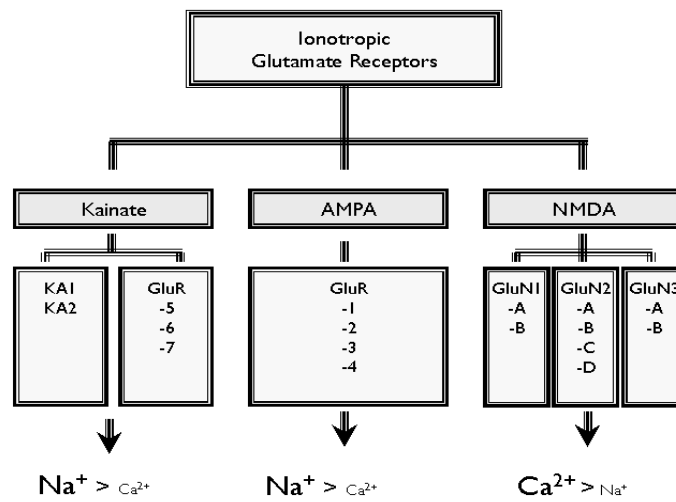 Ionotropic
Glutamate Receptors
Kainate
AMPA
NMDA
KA1
KA2
GluR
-5
-6
-7
GluR
-1
-2
-3
-4
GluN1
-A
-B
GluN2
-A
-B
-C
-D
GluN3
-A
-B
Na⁺ > Ca²⁺
Na⁺ > Ca²⁺
Ca²⁺ > Na⁺